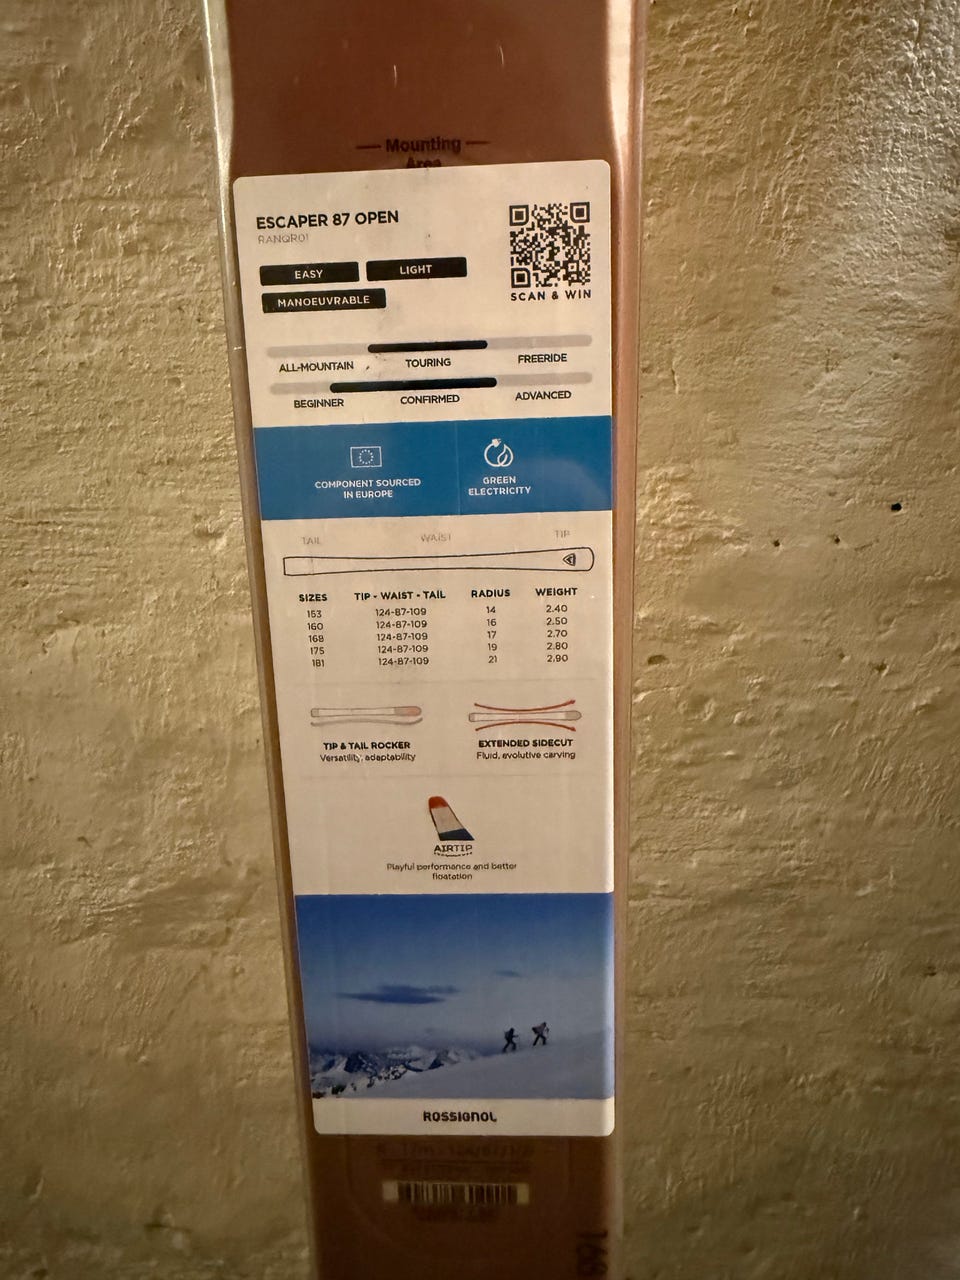 Mounting
Area
ESCAPER 87 OPEN
RANQR01
EASY
LIGHT
MANOEUVRABLE
SCAN & WIN
ALL-MOUNTAIN TOURING FREERIDE
BEGINNER CONFIRMED ADVANCED
COMPONENT SOURCED
IN EUROPE
GREEN
ELECTRICITY
TAIL WAIST TIP
SIZES TIP - WAIST - TAIL RADIUS WEIGHT
153 124-87-109 14 2.40
160 124-87-109 16 2.50
168 124-87-109 17 2.70
175 124-87-109 19 2.80
181 124-87-109 21 2.90
TIP & TAIL ROCKER
Versatility, adaptability
EXTENDED SIDECUT
Fluid, evolutive carving
AIRTIP
Playful performance and better
floatation
ROSSIGNOL
168